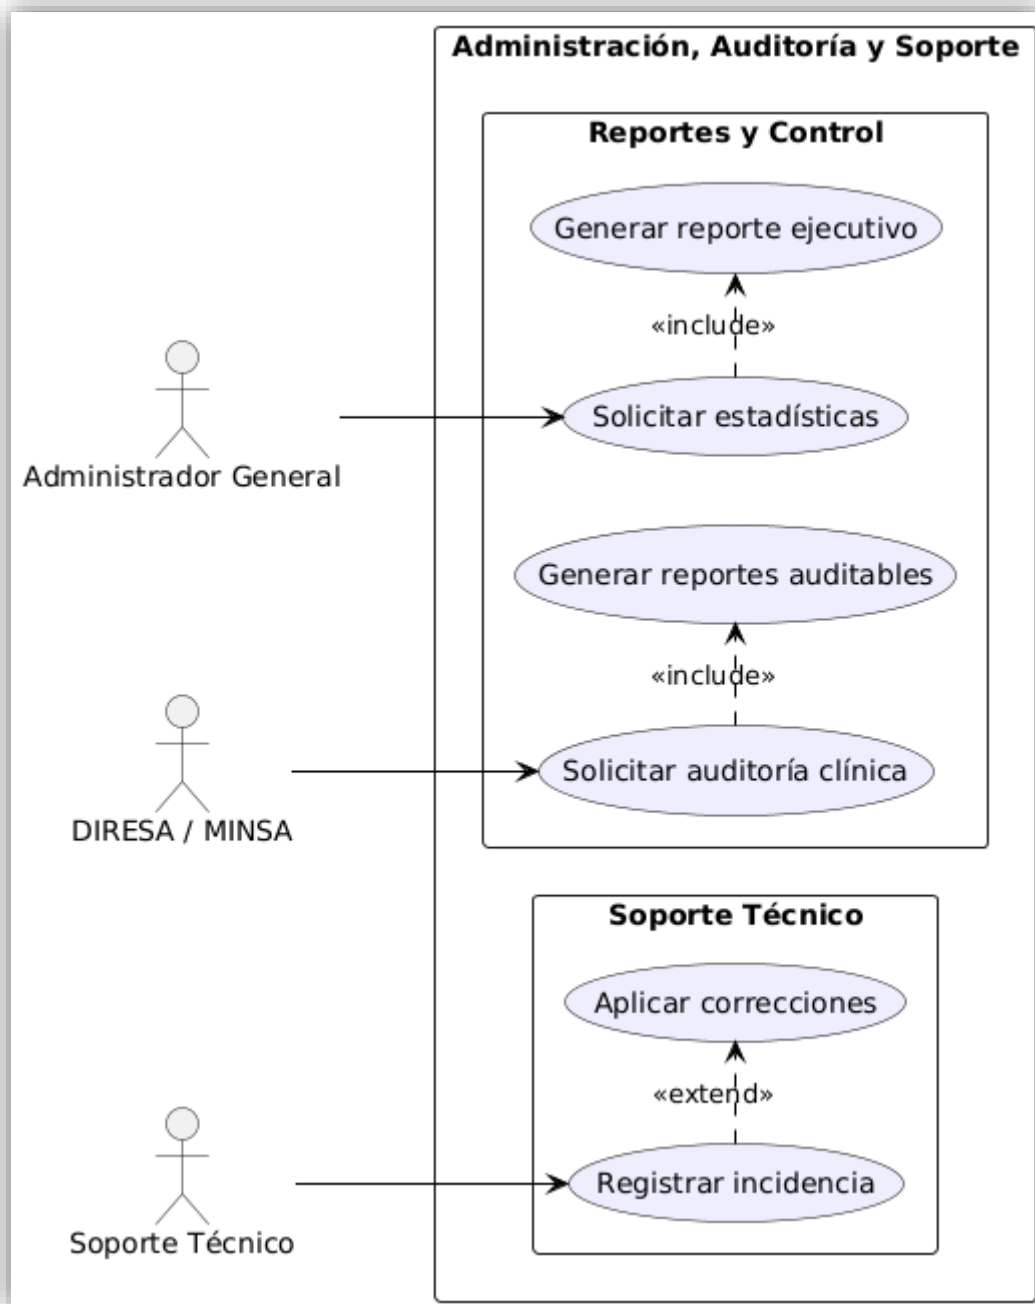 Administración, Auditoría y Soporte
Reportes y Control
Generar reporte ejecutivo
«include»
Solicitar estadísticas
Administrador General
Generar reportes auditables
«include»
Solicitar auditoría clínica
DIRESA / MINSA
Soporte Técnico
Aplicar correcciones
«extend»
Registrar incidencia
Soporte Técnico